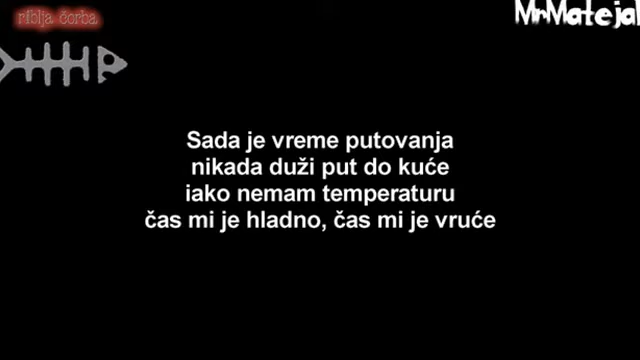 riblja čorba
MrMateja
Sada je vreme putovanja
nikada duži put do kuće
iako nemam temperaturu
čas mi je hladno, čas mi je vruće